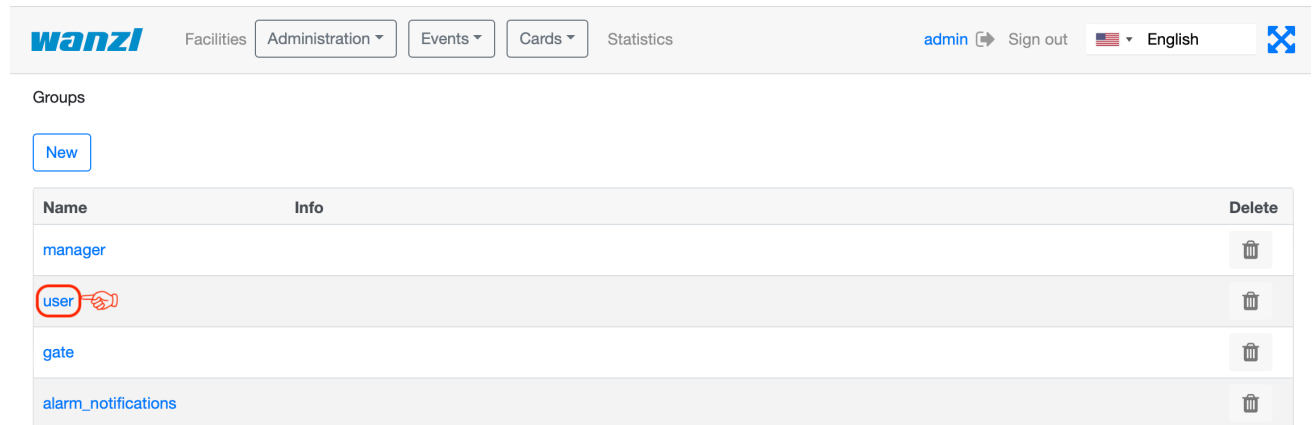 wanzl Facilities Administration Events Cards Statistics admin Sign out English
Groups
New
Name Info Delete
manager
user
gate
alarm_notifications